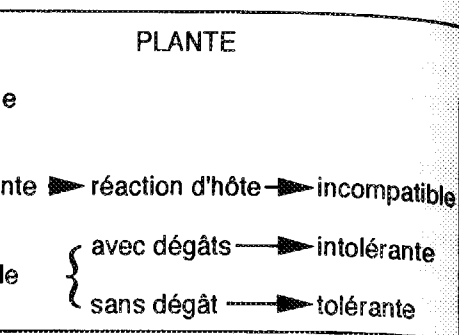 PLANTE
e
nte réaction d'hôte incompatible
avec dégâts intolérante
le
sans dégât tolérante